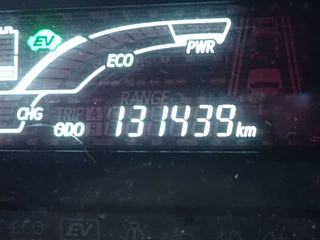 EV
ECO
PWR
CHG
RANGE
TRIP A B
ODO 131439 km
ECO EV